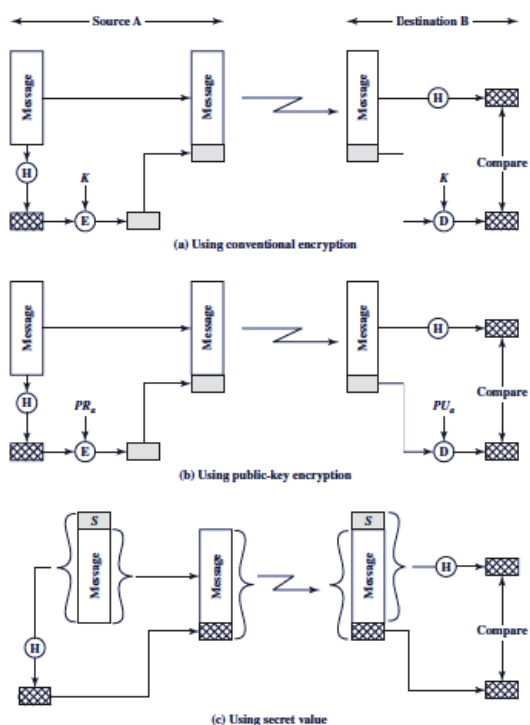 Source A Destination B
Message Message Message
H H
K K Compare
E D
(a) Using conventional encryption
Message Message Message
H H
PRa PUa Compare
E D
(b) Using public-key encryption
S S
Message Message Message
H H
Compare
(c) Using secret value